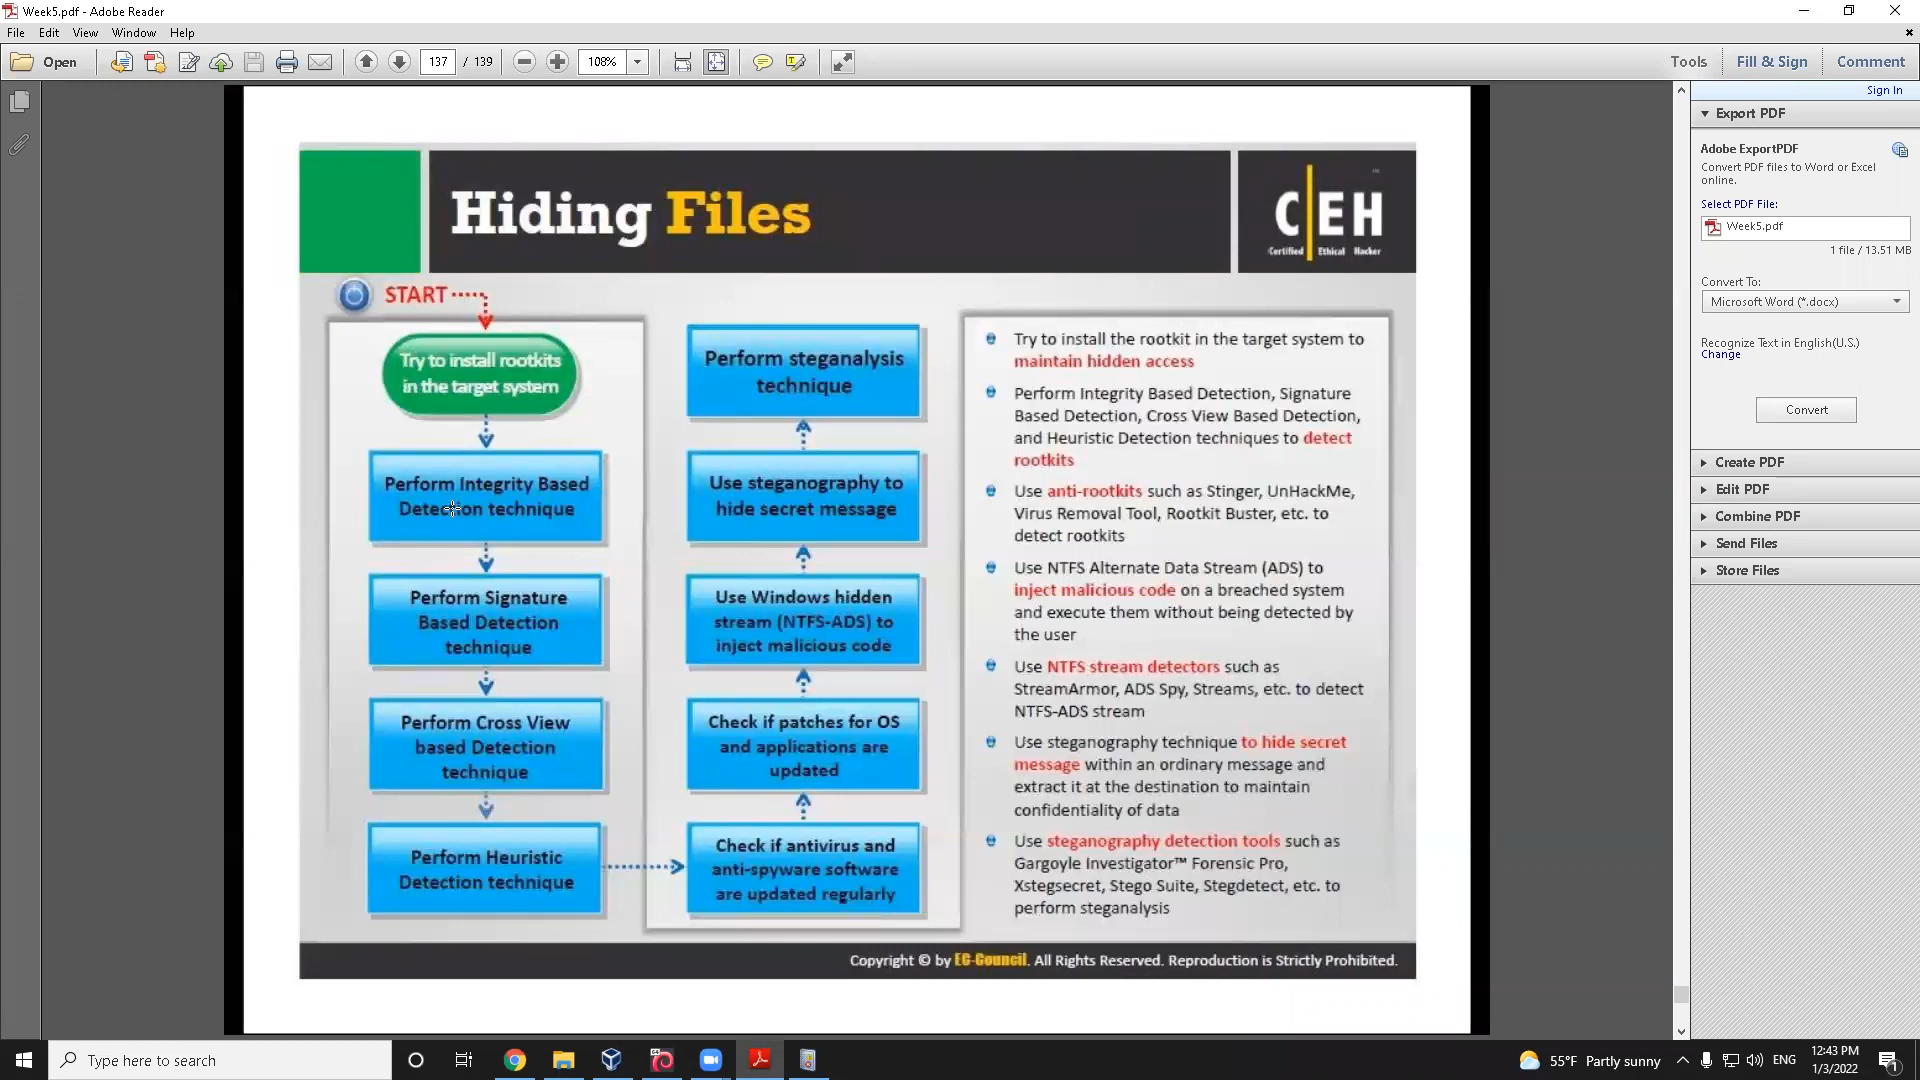 Week5.pdf - Adobe Reader
File Edit View Window Help
Open
137 / 139
108%
Tools Fill & Sign Comment
Sign In
Hiding Files
C|EH
Certified Ethical Hacker
START
Try to install rootkits
in the target system
Perform Integrity Based
Detection technique
Perform Signature
Based Detection
technique
Perform Cross View
based Detection
technique
Perform Heuristic
Detection technique
Perform steganalysis
technique
Use steganography to
hide secret message
Use Windows hidden
stream (NTFS-ADS) to
inject malicious code
Check if patches for OS
and applications are
updated
Check if antivirus and
anti-spyware software
are updated regularly
Try to install the rootkit in the target system to
maintain hidden access
Perform Integrity Based Detection, Signature
Based Detection, Cross View Based Detection,
and Heuristic Detection techniques to detect
rootkits
Use anti-rootkits such as Stinger, UnHackMe,
Virus Removal Tool, Rootkit Buster, etc. to
detect rootkits
Use NTFS Alternate Data Stream (ADS) to
inject malicious code on a breached system
and execute them without being detected by
the user
Use NTFS stream detectors such as
StreamArmor, ADS Spy, Streams, etc. to detect
NTFS-ADS stream
Use steganography technique to hide secret
message within an ordinary message and
extract it at the destination to maintain
confidentiality of data
Use steganography detection tools such as
Gargoyle Investigator™ Forensic Pro,
Xstegsecret, Stego Suite, Stegdetect, etc. to
perform steganalysis
Copyright © by EC-Council. All Rights Reserved. Reproduction is Strictly Prohibited.
Export PDF
Adobe ExportPDF
Convert PDF files to Word or Excel
online.
Select PDF File:
Week5.pdf
1 file / 13.51 MB
Convert To:
Microsoft Word (*.docx)
Recognize Text in English(U.S.)
Change
Convert
Create PDF
Edit PDF
Combine PDF
Send Files
Store Files
Type here to search
55°F Partly sunny
ENG
12:43 PM
1/3/2022
1